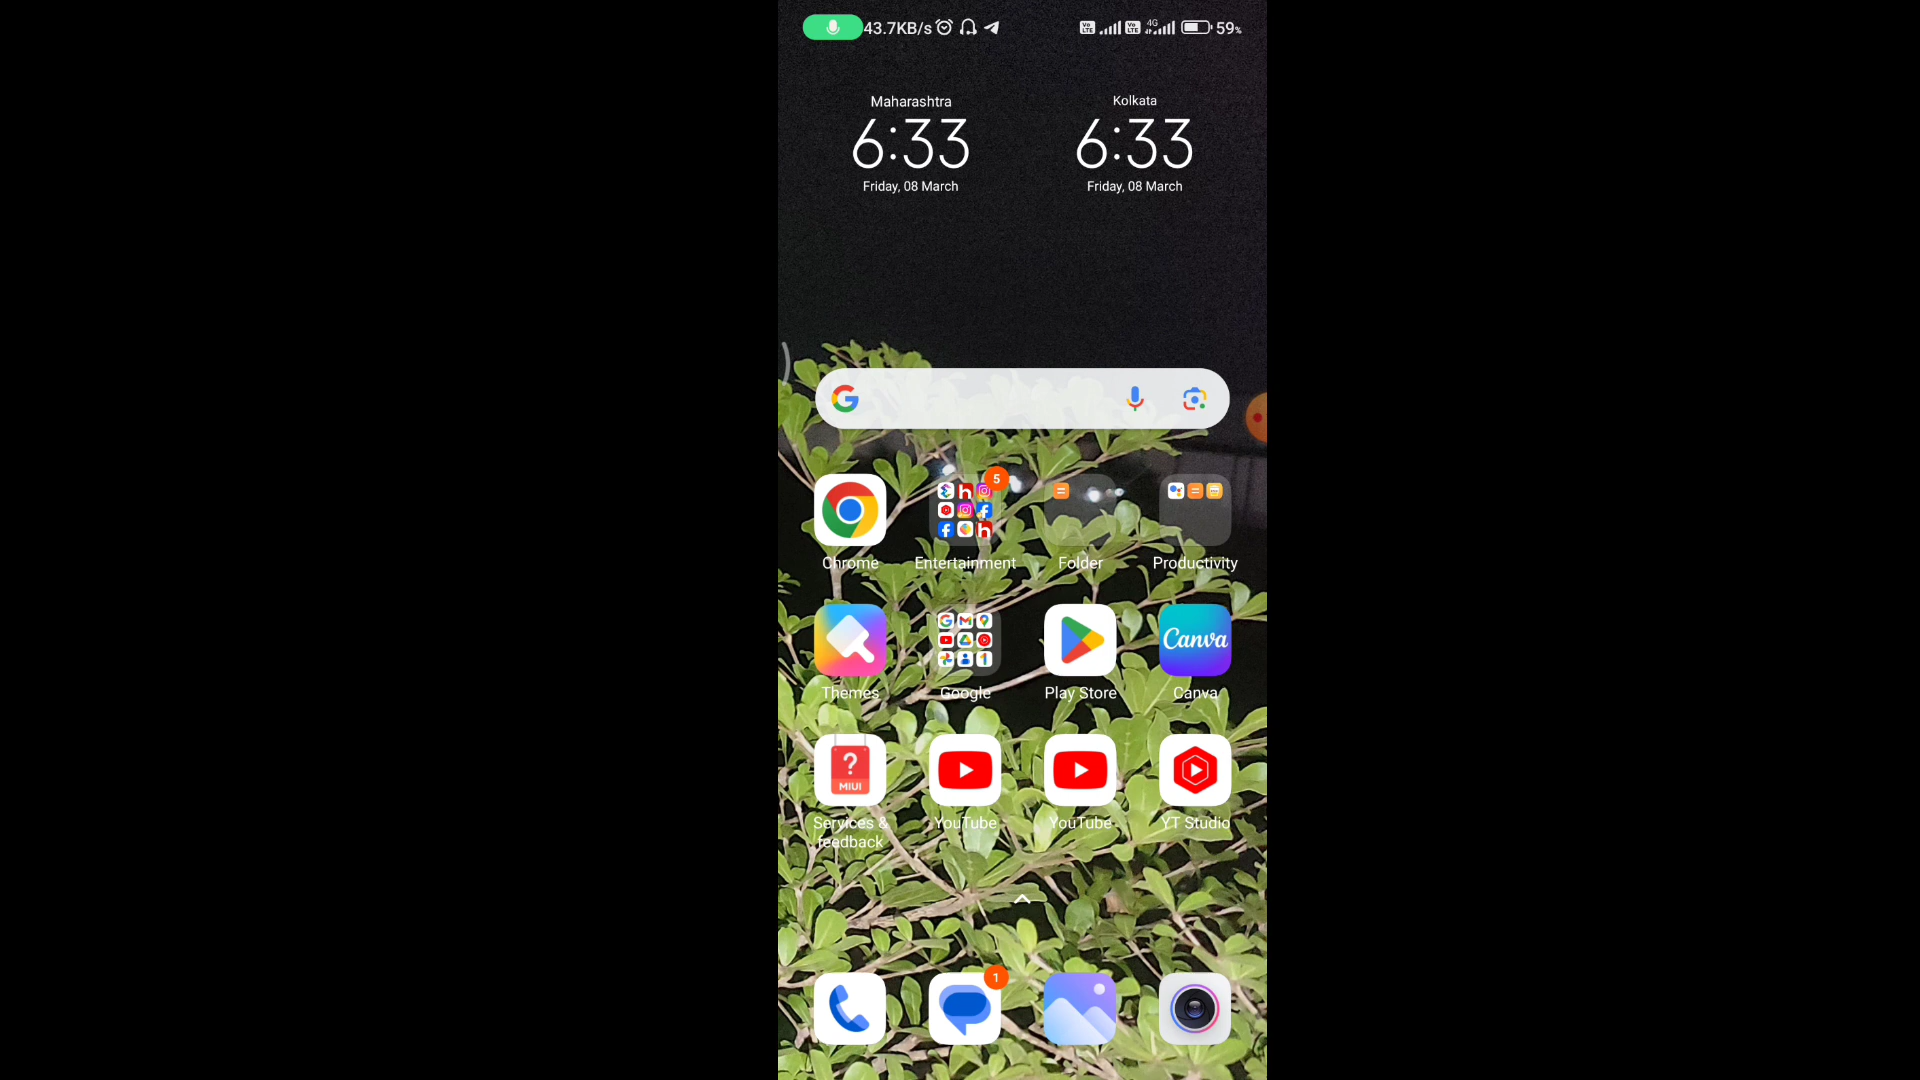 43.7KB/s 4G 59%
Maharashtra Kolkata
6:33 6:33
Friday, 08 March Friday, 08 March
5
Chrome Entertainment Folder Productivity
Canva
Themes Google Play Store Canva
?
MIUI
Services & YouTube YouTube YT Studio
feedback
1